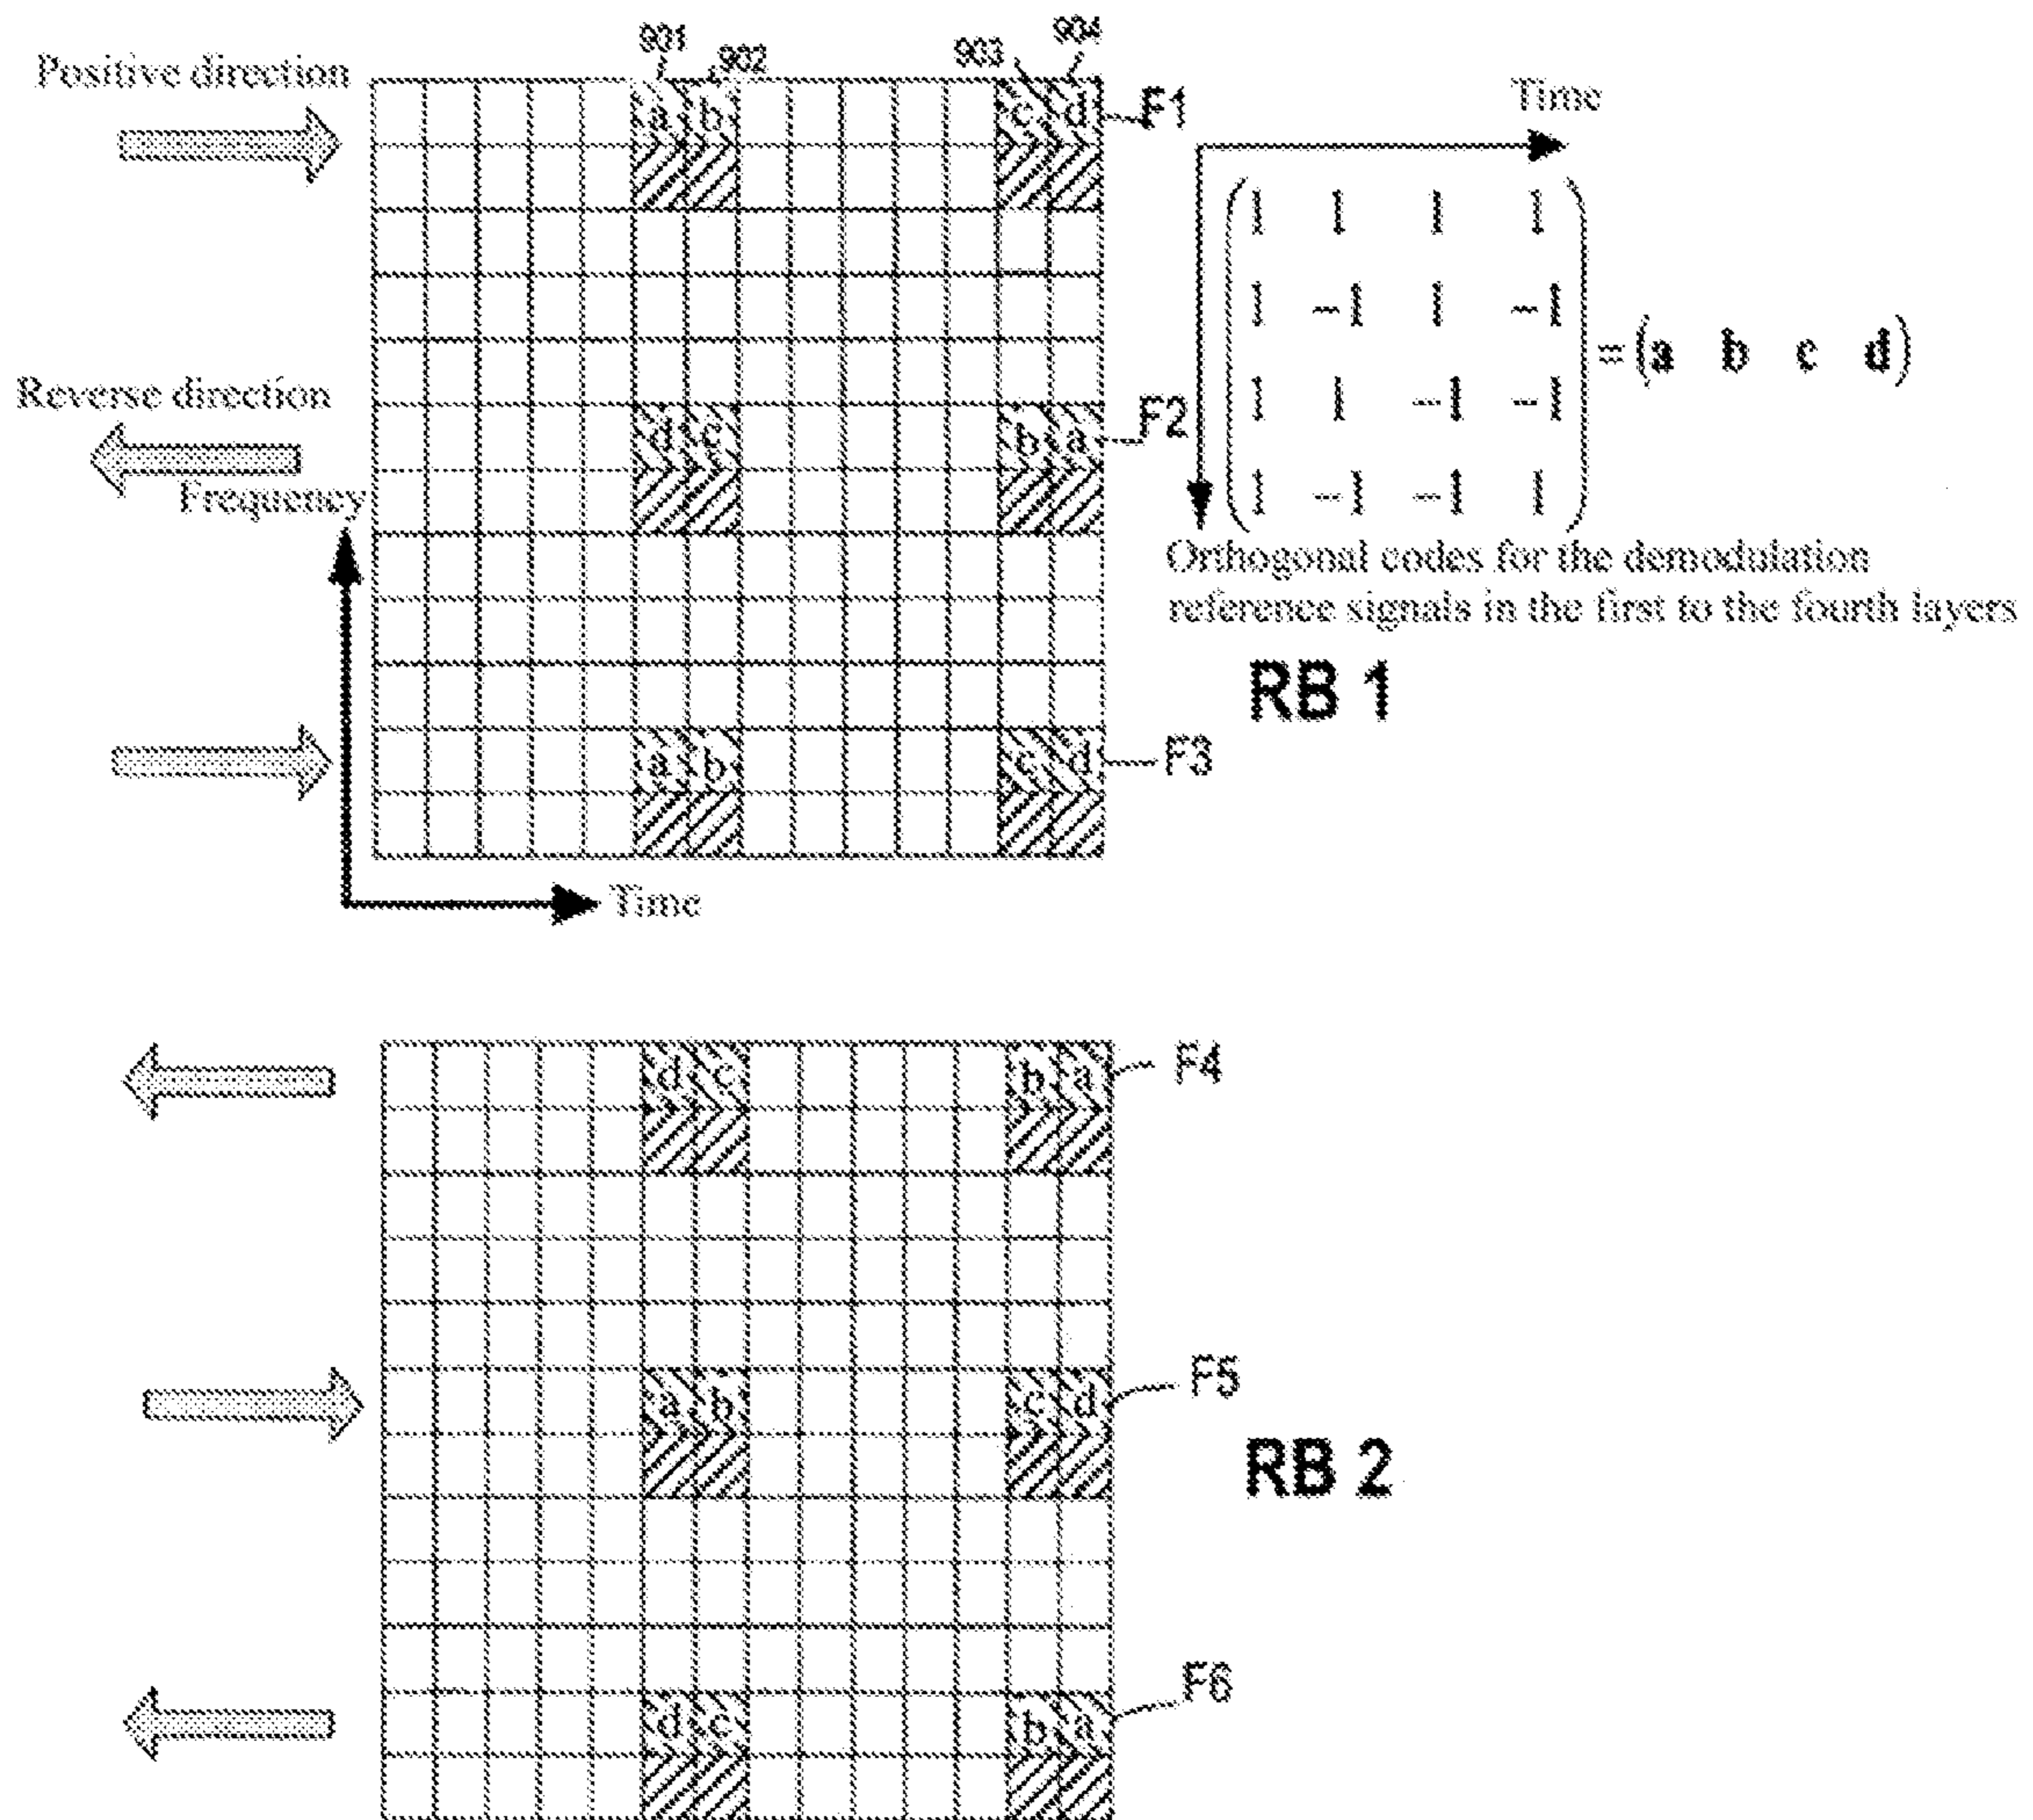 901 902 903 904
Positive direction
a b c d F1
Time
1 1 1 1
1 -1 1 -1
= (a b c d)
1 1 -1 -1
1 -1 -1 1
Reverse direction
d c b a F2
Frequency
Orthogonal codes for the demodulation
reference signals in the first to the fourth layers
RB 1
a b c d F3
Time
d c b a F4
a b c d F5
RB 2
d c b a F6